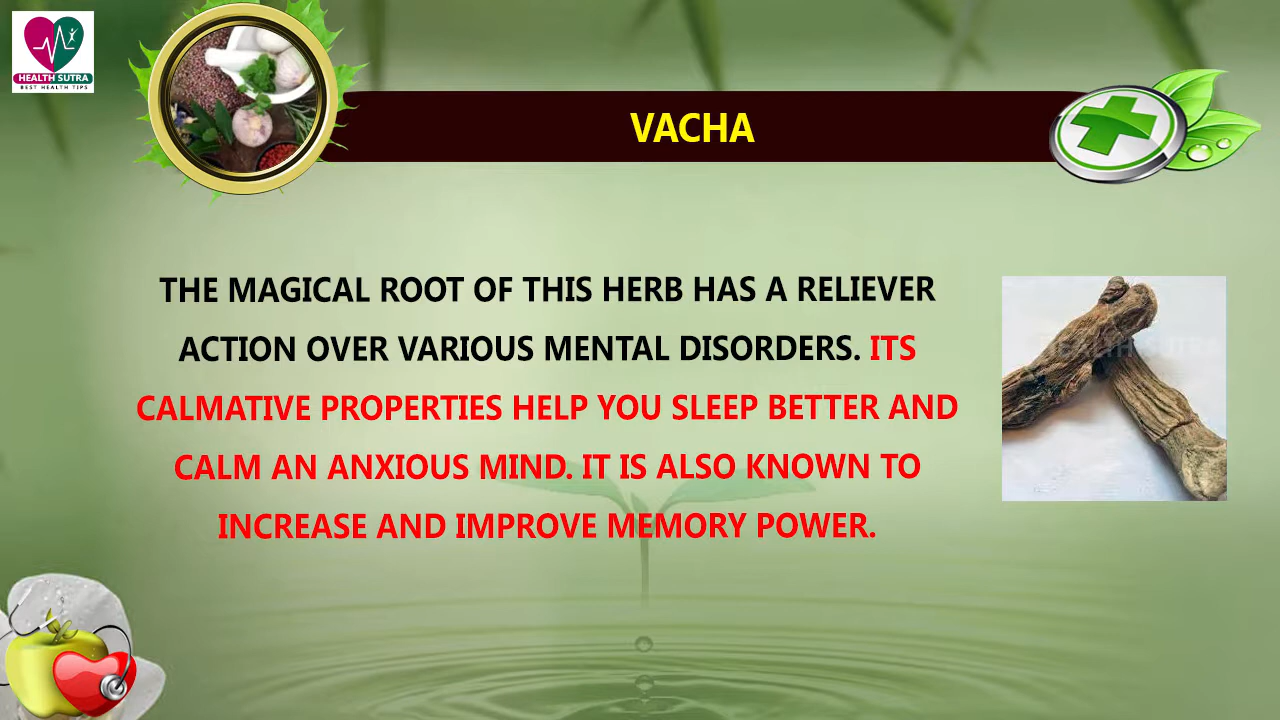 HEALTH SUTRA
BEST HEALTH TIPS
VACHA
THE MAGICAL ROOT OF THIS HERB HAS A RELIEVER
ACTION OVER VARIOUS MENTAL DISORDERS. ITS
CALMATIVE PROPERTIES HELP YOU SLEEP BETTER AND
CALM AN ANXIOUS MIND. IT IS ALSO KNOWN TO
INCREASE AND IMPROVE MEMORY POWER.
HEALTH SUTRA